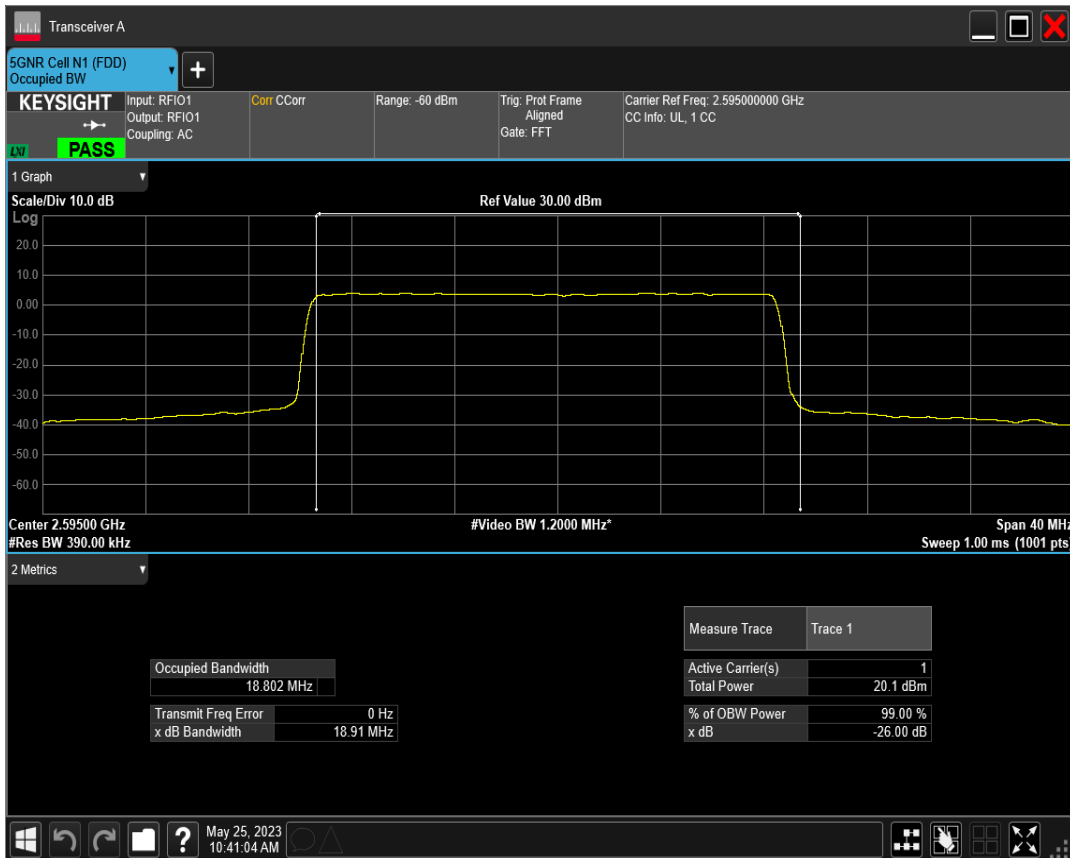 Transceiver A
5GNR Cell N1 (FDD)
Occupied BW
+
KEYSIGHT
Input: RFIO1
Output: RFIO1
Coupling: AC
Corr CCorr
Range: -60 dBm
Trig: Prot Frame
Aligned
Gate: FFT
Carrier Ref Freq: 2.595000000 GHz
CC Info: UL, 1 CC
LXI
PASS
1 Graph
Scale/Div 10.0 dB
Ref Value 30.00 dBm
Log
20.0
10.0
0.00
-10.0
-20.0
-30.0
-40.0
-50.0
-60.0
Center 2.59500 GHz
#Video BW 1.2000 MHz*
Span 40 MHz
#Res BW 390.00 kHz
Sweep 1.00 ms (1001 pts)
2 Metrics
Measure Trace Trace 1
Occupied Bandwidth
18.802 MHz
Active Carrier(s) 1
Total Power 20.1 dBm
Transmit Freq Error 0 Hz
x dB Bandwidth 18.91 MHz
% of OBW Power 99.00 %
x dB -26.00 dB
?
May 25, 2023
10:41:04 AM